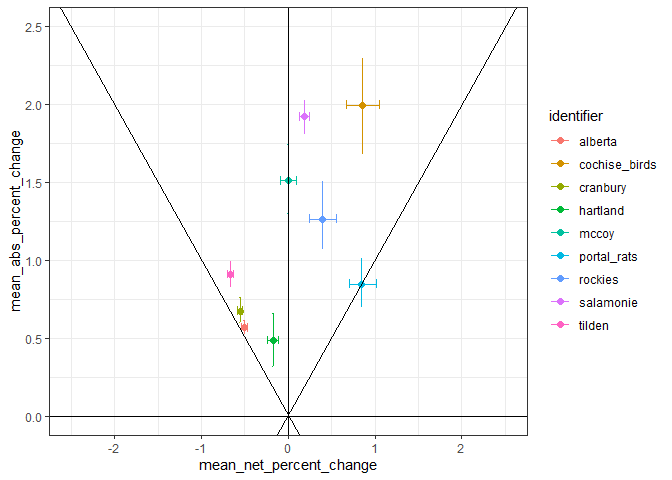 2.5
2.0
1.5
1.0
0.5
0.0
mean_abs_percent_change
-2
-1
0
1
2
mean_net_percent_change
identifier
alberta
cochise_birds
cranbury
hartland
mccoy
portal_rats
rockies
salamonie
tilden